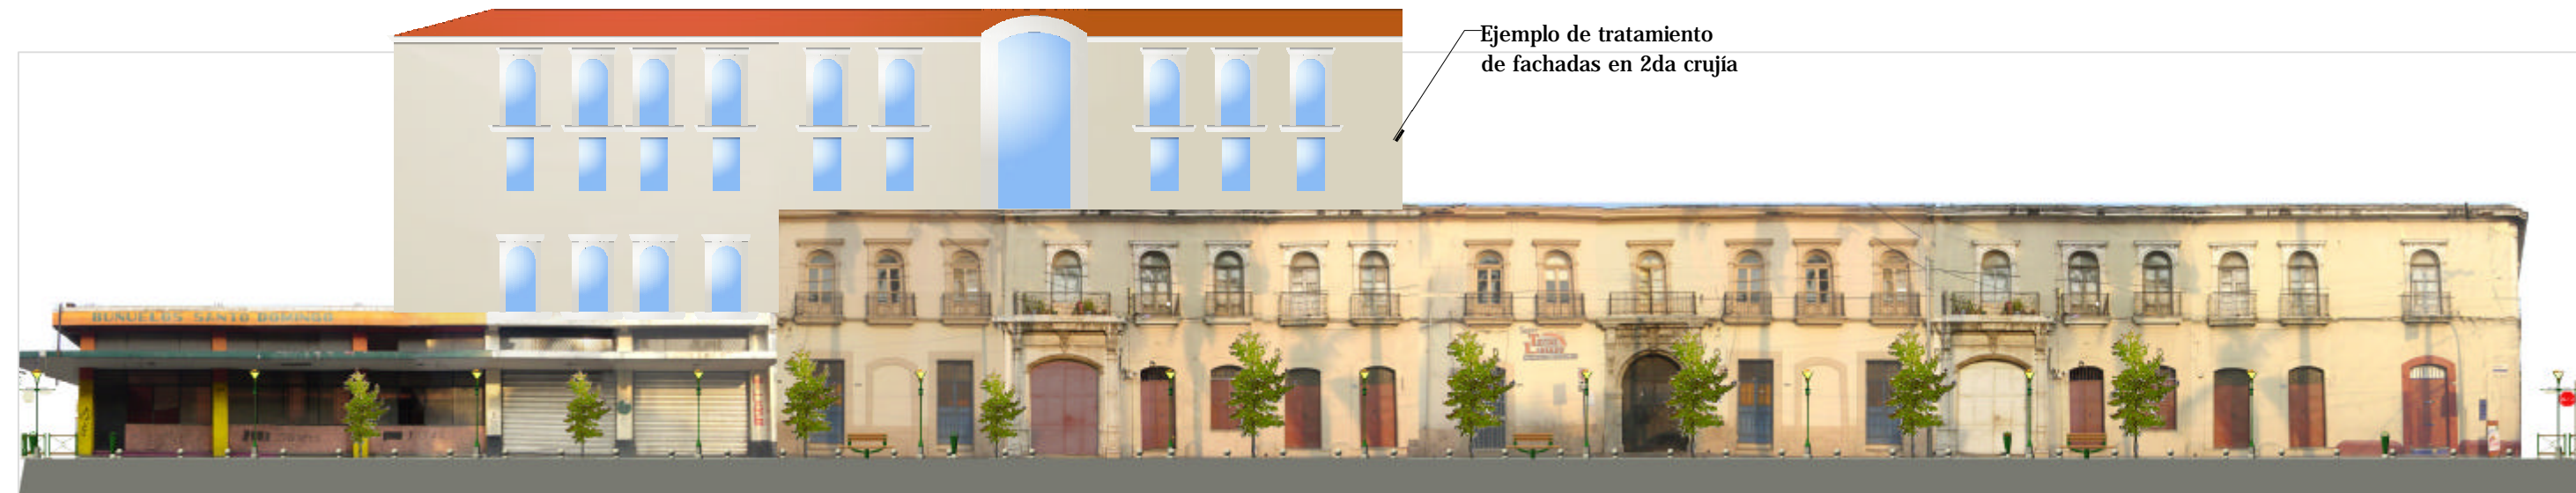 Ejemplo de tratamiento
de fachadas en 2da crujía
BUÑUELOS SANTO DOMINGO